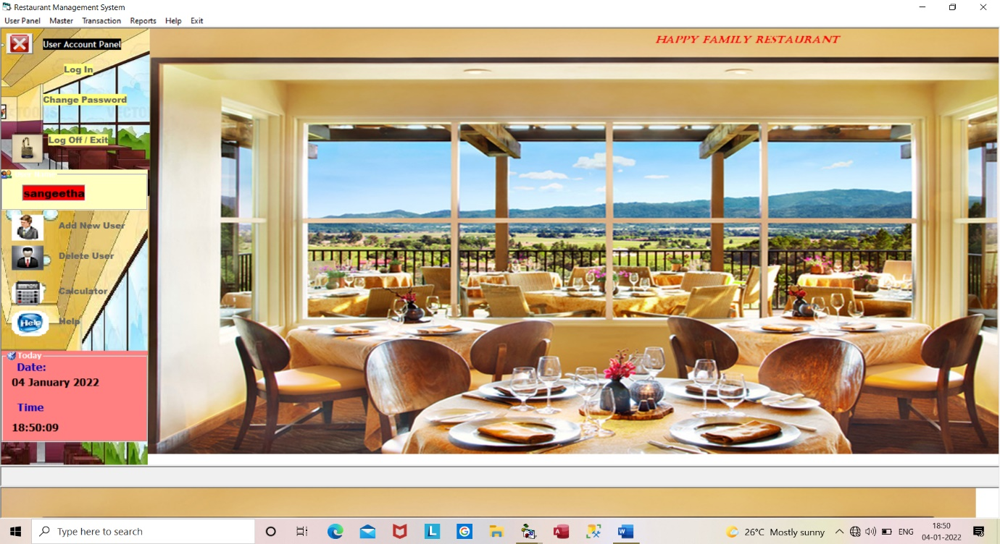 Restaurant Management System
User Panel Master Transaction Reports Help Exit
HAPPY FAMILY RESTAURANT
User Account Panel
Log In
Change Password
Log Off / Exit
sangeetha
Add New User
Delete User
Calculator
Help
Help
Today
Date:
04 January 2022
Time
18:50:09
Type here to search
26°C Mostly sunny
ENG
18:50
04-01-2022